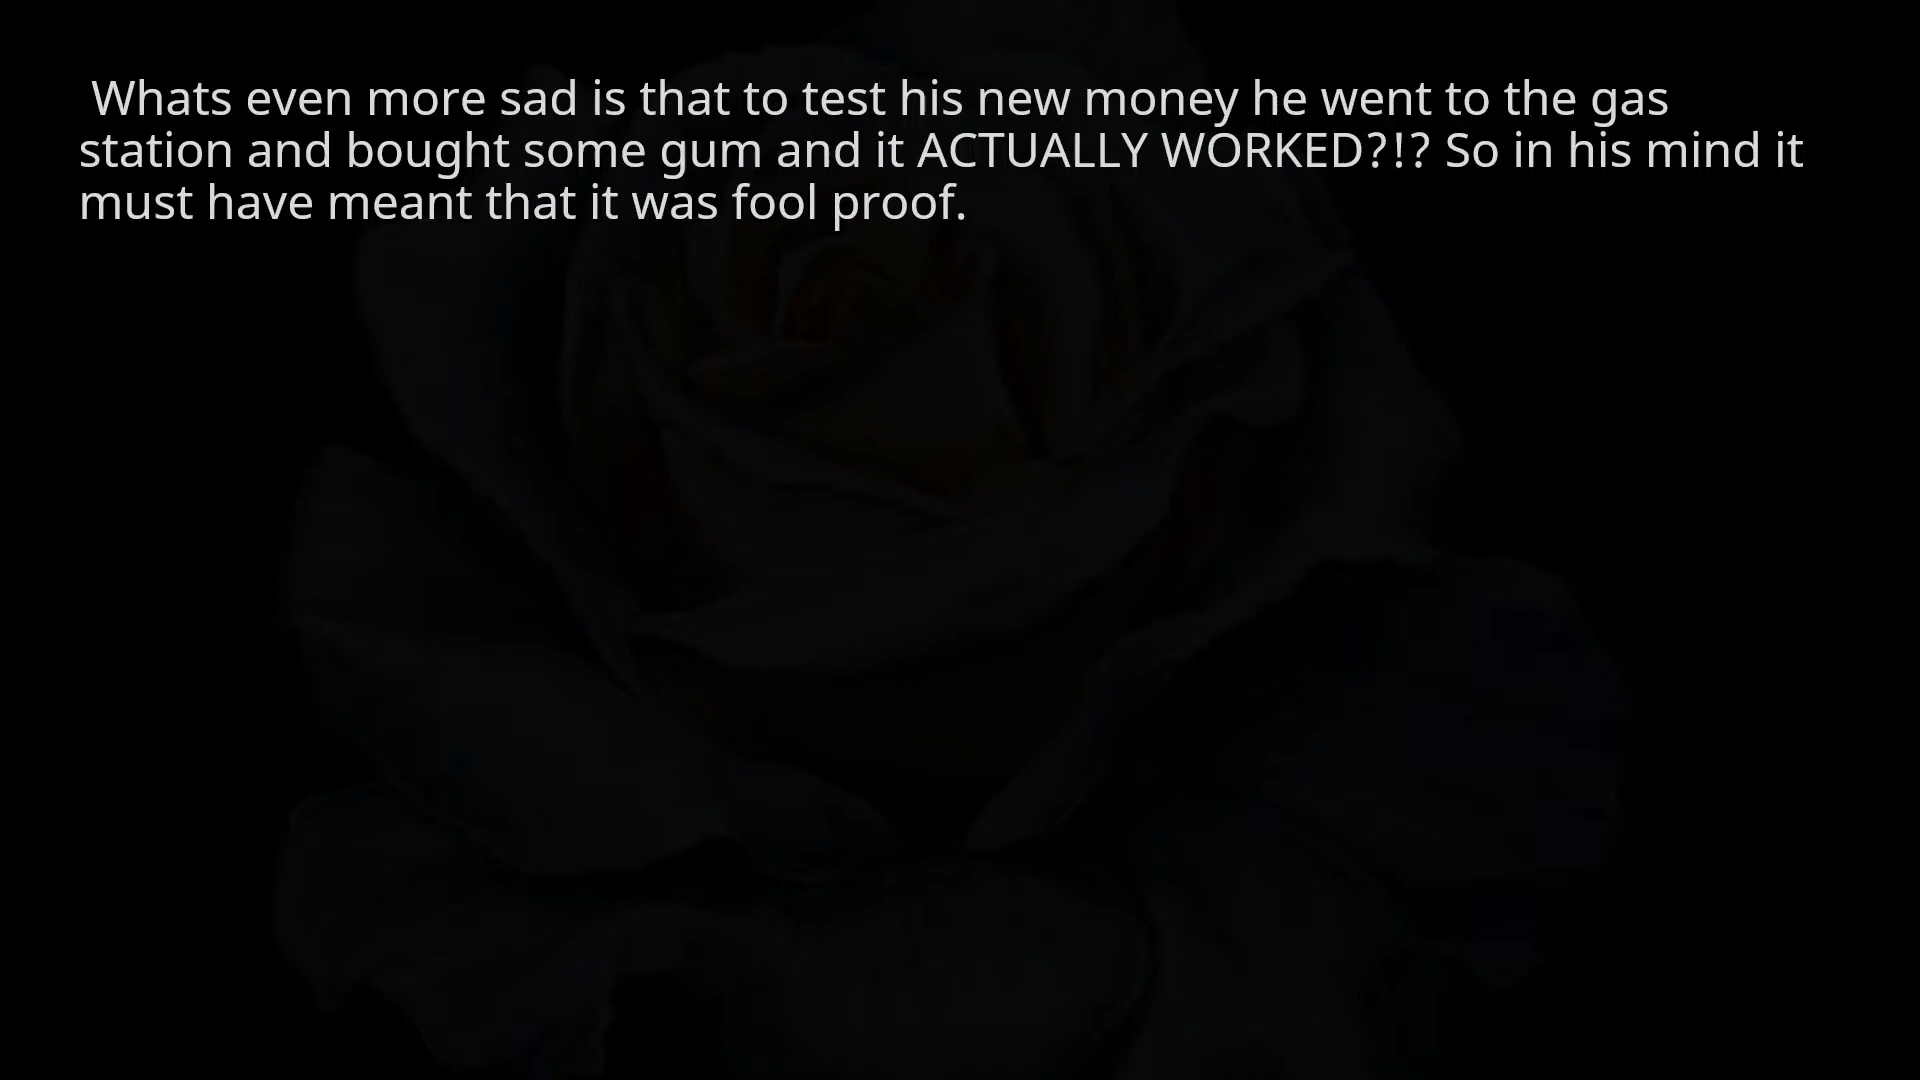 Whats even more sad is that to test his new money he went to the gas
station and bought some gum and it ACTUALLY WORKED?!? So in his mind it
must have meant that it was fool proof.